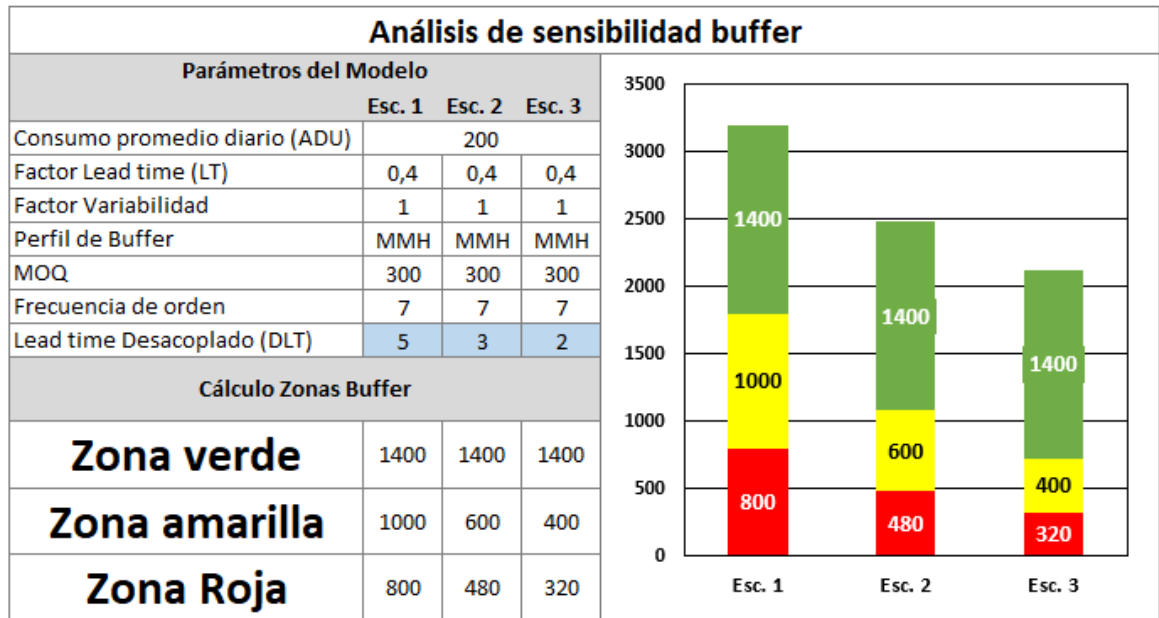 Análisis de sensibilidad buffer
Parámetros del Modelo
Esc. 1 Esc. 2 Esc. 3
Consumo promedio diario (ADU) 200
Factor Lead time (LT) 0,4 0,4 0,4
Factor Variabilidad 1 1 1
Perfil de Buffer MMH MMH MMH
MOQ 300 300 300
Frecuencia de orden 7 7 7
Lead time Desacoplado (DLT) 5 3 2
Cálculo Zonas Buffer
Zona verde 1400 1400 1400
Zona amarilla 1000 600 400
Zona Roja 800 480 320
3500
3000
2500
2000
1500
1000
500
0
1400
1000
800
1400
600
480
1400
400
320
Esc. 1 Esc. 2 Esc. 3